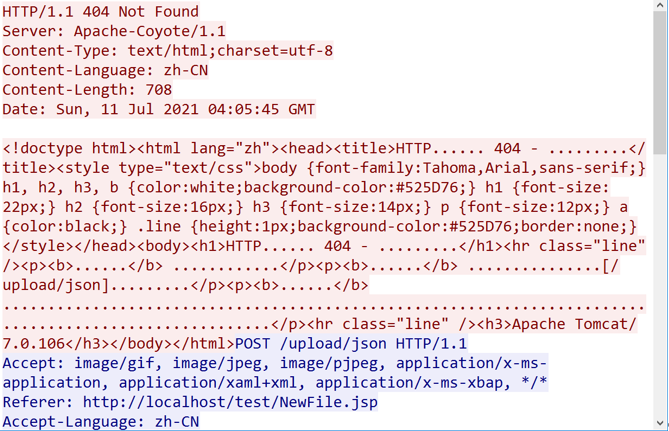 HTTP/1.1 404 Not Found
Server: Apache-Coyote/1.1
Content-Type: text/html;charset=utf-8
Content-Language: zh-CN
Content-Length: 708
Date: Sun, 11 Jul 2021 04:05:45 GMT

<!doctype html><html lang="zh"><head><title>HTTP...... 404 - .........</
title><style type="text/css">body {font-family:Tahoma,Arial,sans-serif;}
h1, h2, h3, b {color:white;background-color:#525D76;} h1 {font-size:
22px;} h2 {font-size:16px;} h3 {font-size:14px;} p {font-size:12px;} a
{color:black;} .line {height:1px;background-color:#525D76;border:none;}
</style></head><body><h1>HTTP...... 404 - .........</h1><hr class="line"
/><p><b>......</b> ............</p><p><b>......</b> ...............[/
upload/json].........</p><p><b>......</b>
........................................................................
..............................</p><hr class="line" /><h3>Apache Tomcat/
7.0.106</h3></body></html>POST /upload/json HTTP/1.1
Accept: image/gif, image/jpeg, image/pjpeg, application/x-ms-
application, application/xaml+xml, application/x-ms-xbap, */*
Referer: http://localhost/test/NewFile.jsp
Accept-Language: zh-CN